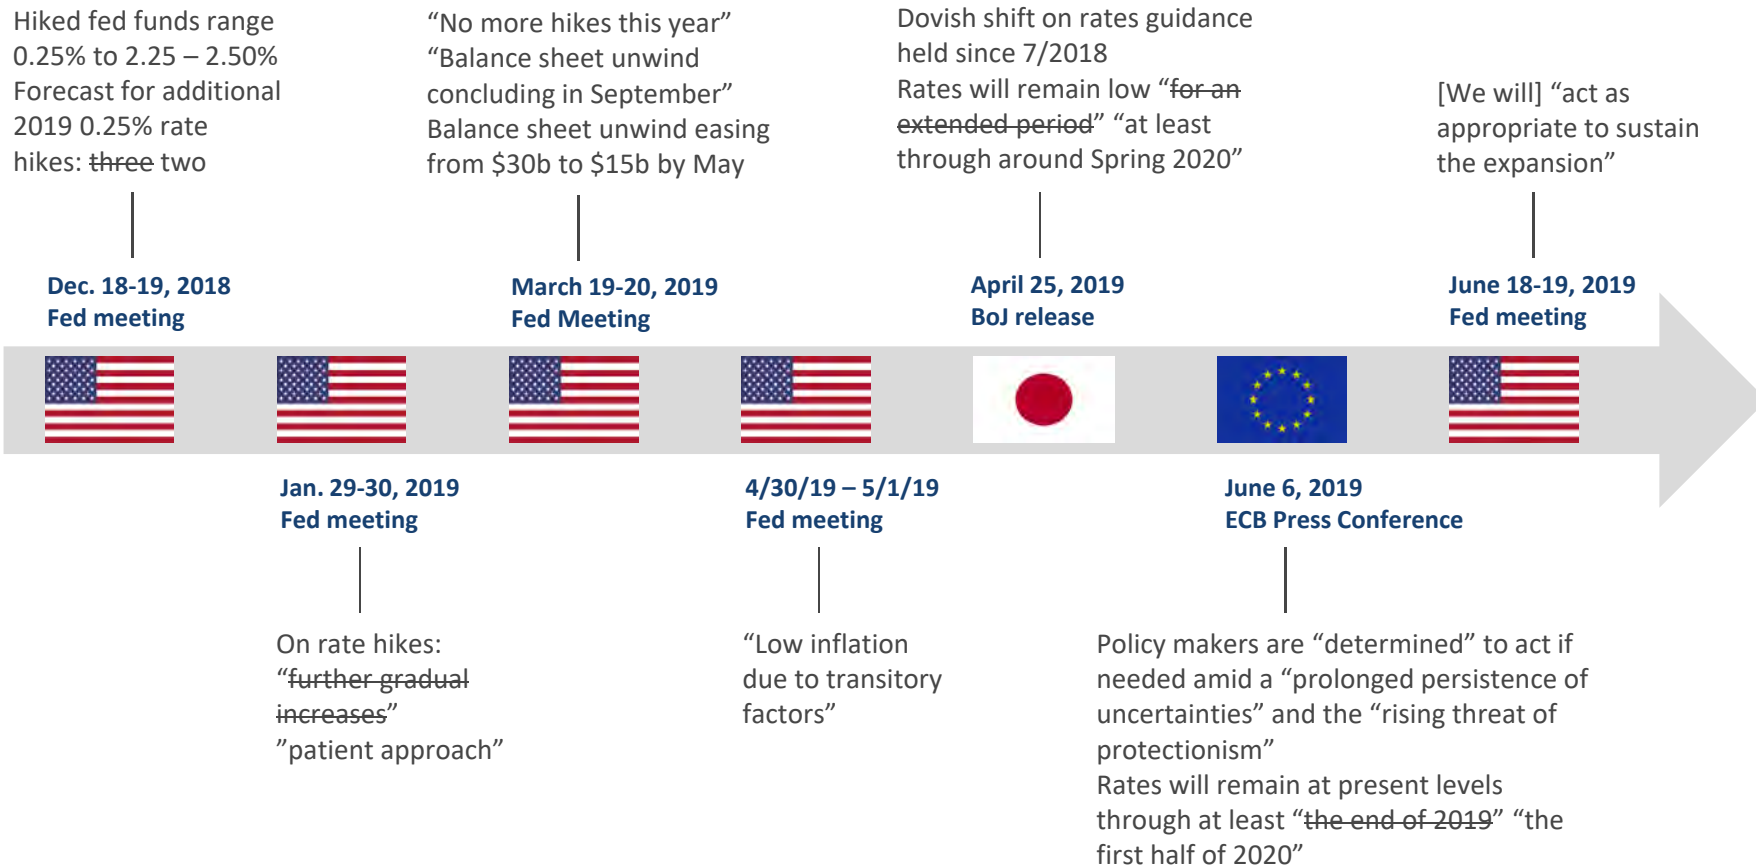 Hiked fed funds range
0.25% to 2.25 – 2.50%
Forecast for additional
2019 0.25% rate
hikes: three two
“No more hikes this year”
“Balance sheet unwind
concluding in September”
Balance sheet unwind easing
from $30b to $15b by May
Dovish shift on rates guidance
held since 7/2018
Rates will remain low “for an
extended period” “at least
through around Spring 2020”
[We will] “act as
appropriate to sustain
the expansion”
Dec. 18-19, 2018
Fed meeting
March 19-20, 2019
Fed Meeting
April 25, 2019
BoJ release
June 18-19, 2019
Fed meeting
Jan. 29-30, 2019
Fed meeting
4/30/19 – 5/1/19
Fed meeting
June 6, 2019
ECB Press Conference
On rate hikes:
“further gradual
increases”
”patient approach”
“Low inflation
due to transitory
factors”
Policy makers are “determined” to act if
needed amid a “prolonged persistence of
uncertainties” and the “rising threat of
protectionism”
Rates will remain at present levels
through at least “the end of 2019” “the
first half of 2020”